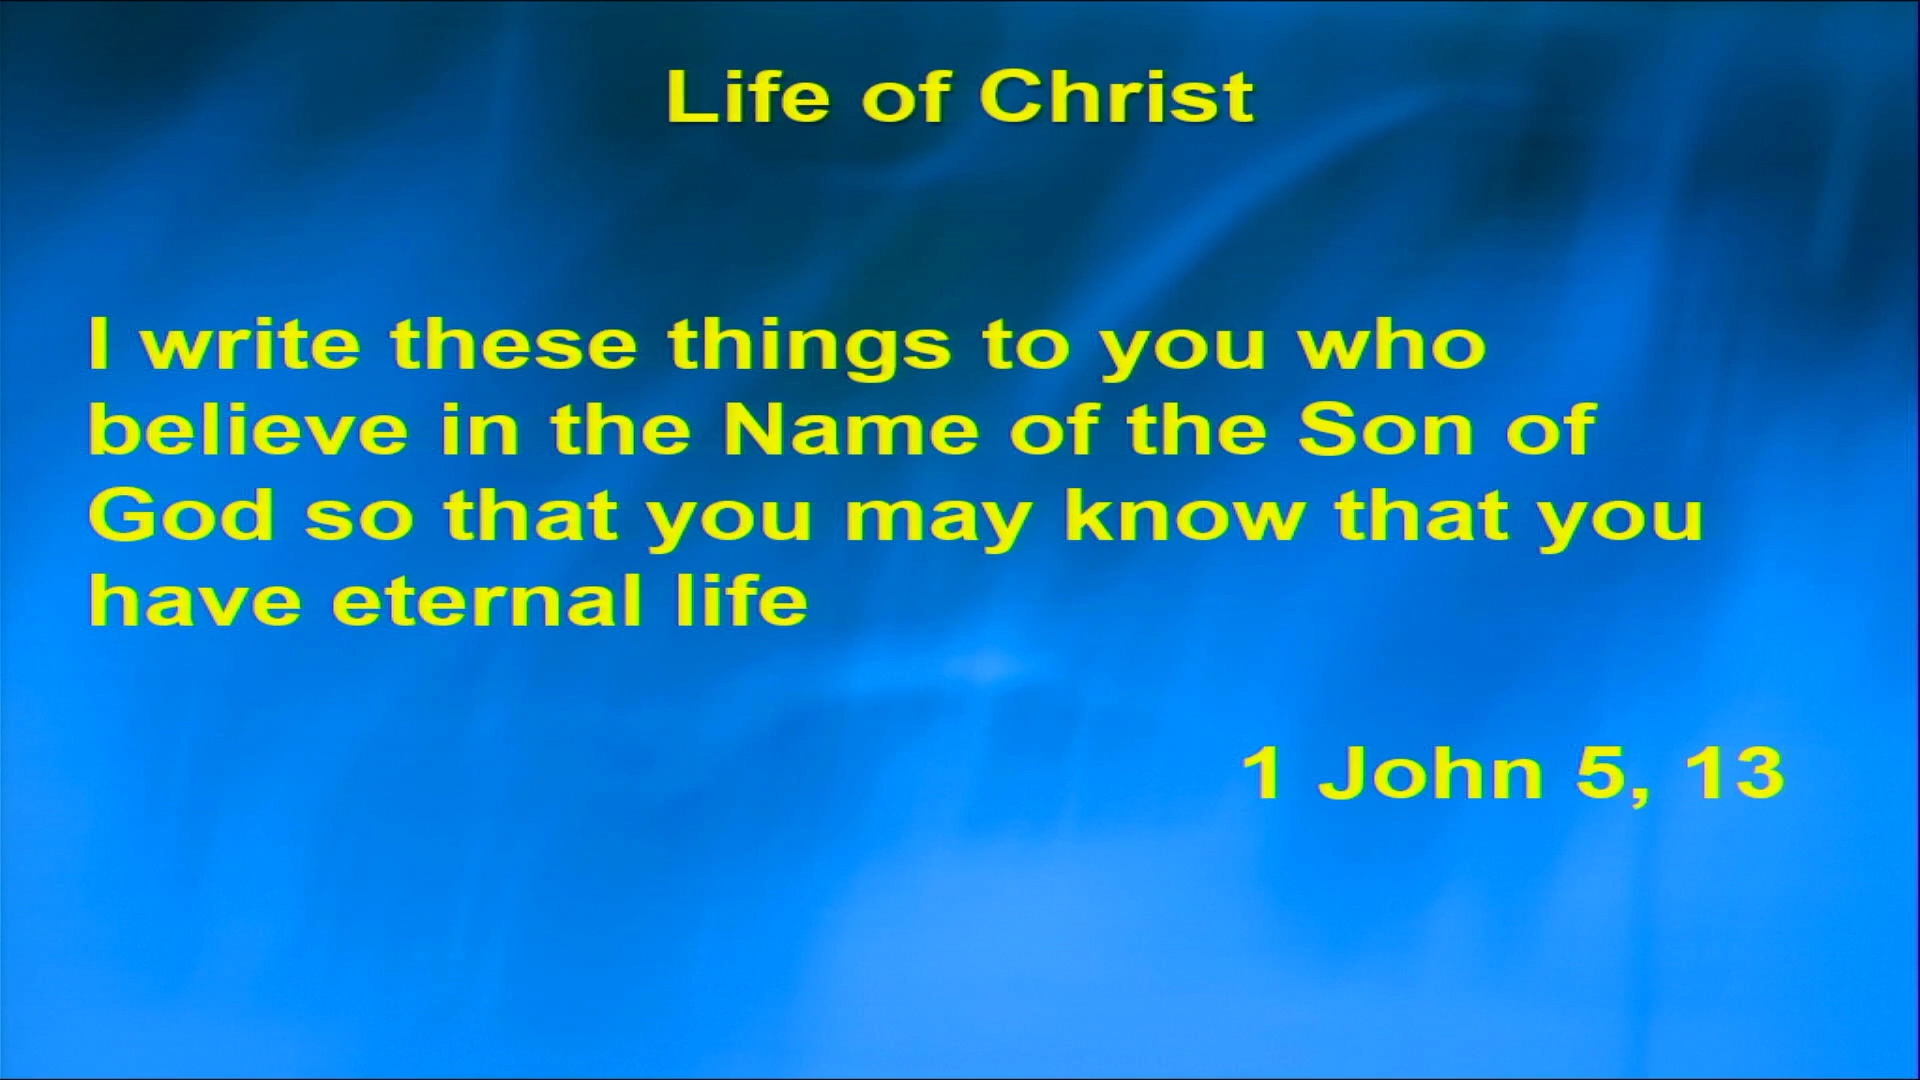 Life of Christ
I write these things to you who
believe in the Name of the Son of
God so that you may know that you
have eternal life
1 John 5, 13